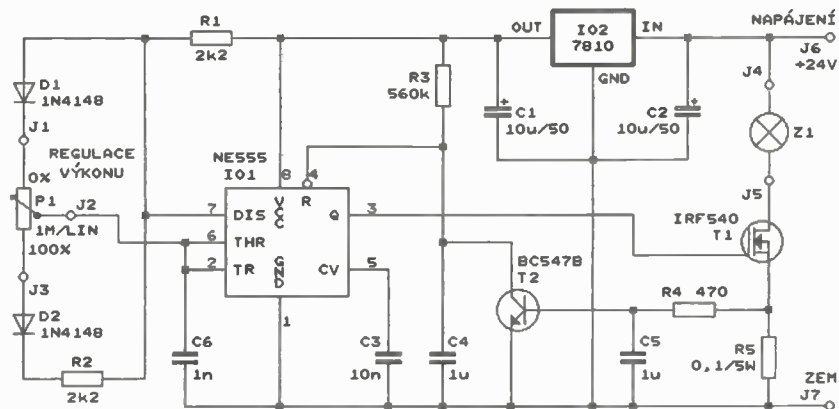 R1
2k2
OUT
IO2
7810
IN
NAPÁJENÍ
J6
+24V
GND
D1
1N4148
R3
560k
C1
10u/50
C2
10u/50
J4
Z1
J1
REGULACE
VÝKONU
0%
P1
J2
1M/LIN
100%
NE555
IO1
8
4
VCC
R
7
DIS
Q
3
6
THR
2
TR
GND
CV
5
1
J5
IRF540
T1
BC547B
T2
J3
D2
1N4148
R4 470
R2
2k2
C6
1n
C3
10n
C4
1u
C5
1u
R5
0,1/5W
ZEM
J7